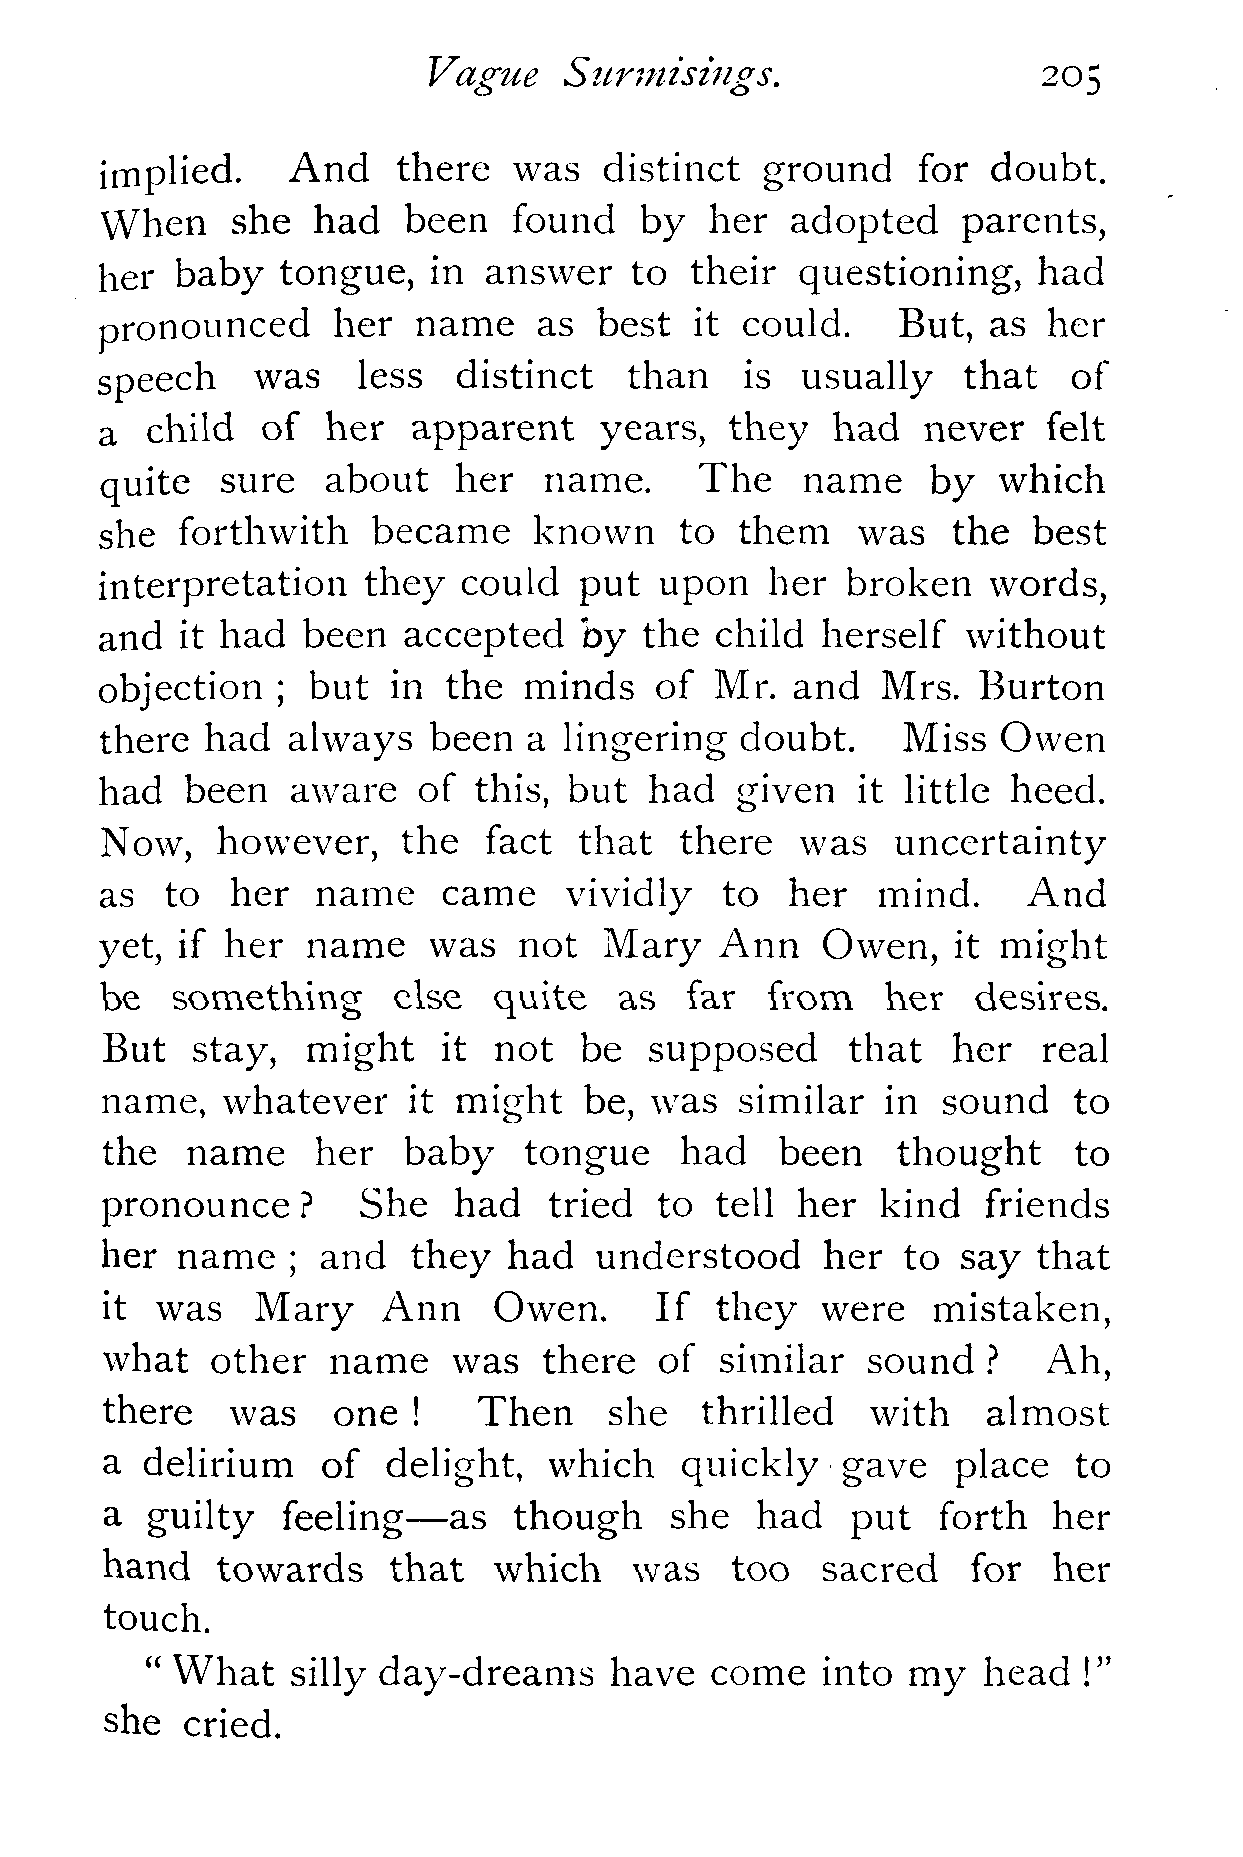 Vague Surmisings. 205
implied. And there was distinct ground for doubt.
When she had been found by her adopted parents,
her baby tongue, in answer to their questioning, had
pronounced her name as best it could. But, as her
speech was less distinct than is usually that of
a child of her apparent years, they had never felt
quite sure about her name. The name by which
she forthwith became known to them was the best
interpretation they could put upon her broken words,
and it had been accepted by the child herself without
objection ; but in the minds of Mr. and Mrs. Burton
there had always been a lingering doubt. Miss Owen
had been aware of this, but had given it little heed.
Now, however, the fact that there was uncertainty
as to her name came vividly to her mind. And
yet, if her name was not Mary Ann Owen, it might
be something else quite as far from her desires.
But stay, might it not be supposed that her real
name, whatever it might be, was similar in sound to
the name her baby tongue had been thought to
pronounce ? She had tried to tell her kind friends
her name ; and they had understood her to say that
it was Mary Ann Owen. If they were mistaken,
what other name was there of similar sound ? Ah,
there was one ! Then she thrilled with almost
a delirium of delight, which quickly gave place to
a guilty feeling—as though she had put forth her
hand towards that which was too sacred for her
touch.
“ What silly day-dreams have come into my head !”
she cried.